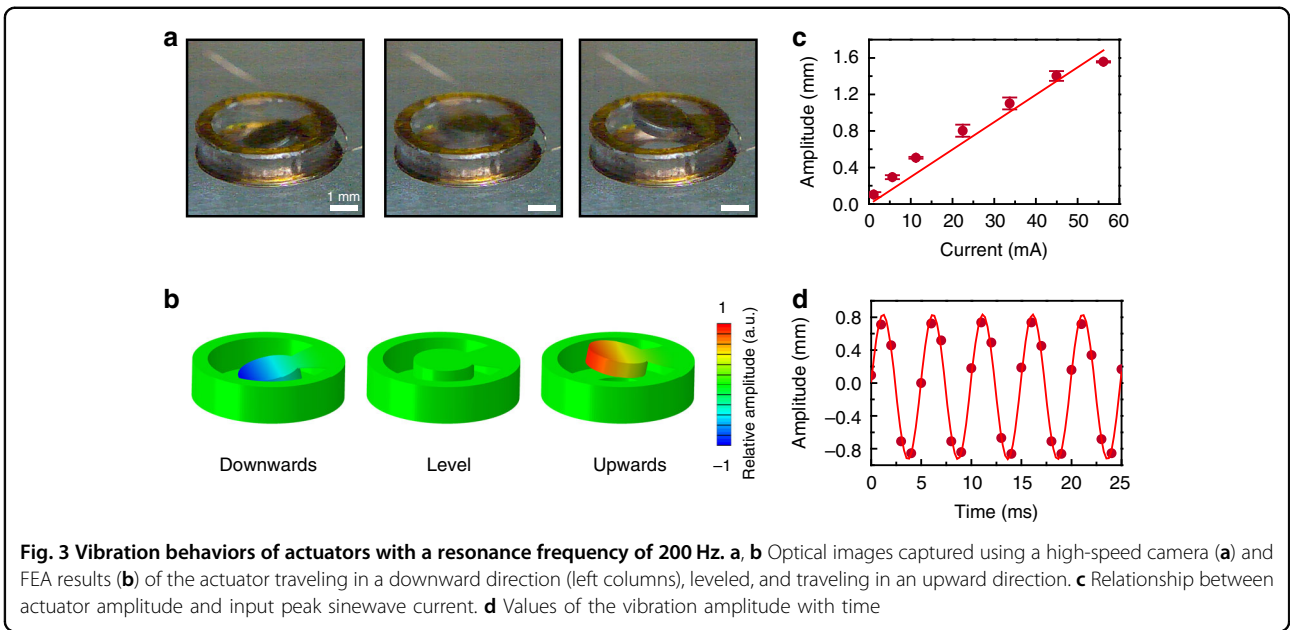 a
1 mm
c
1.6
1.2
0.8
0.4
0.0
Amplitude (mm)
0 10 20 30 40 50 60
Current (mA)
b
Downwards Level Upwards
1
Relative amplitude (a.u.)
−1
d
0.8
0.4
0.0
−0.4
−0.8
Amplitude (mm)
0 5 10 15 20 25
Time (ms)
Fig. 3 Vibration behaviors of actuators with a resonance frequency of 200 Hz. a, b Optical images captured using a high-speed camera (a) and
FEA results (b) of the actuator traveling in a downward direction (left columns), leveled, and traveling in an upward direction. c Relationship between
actuator amplitude and input peak sinewave current. d Values of the vibration amplitude with time